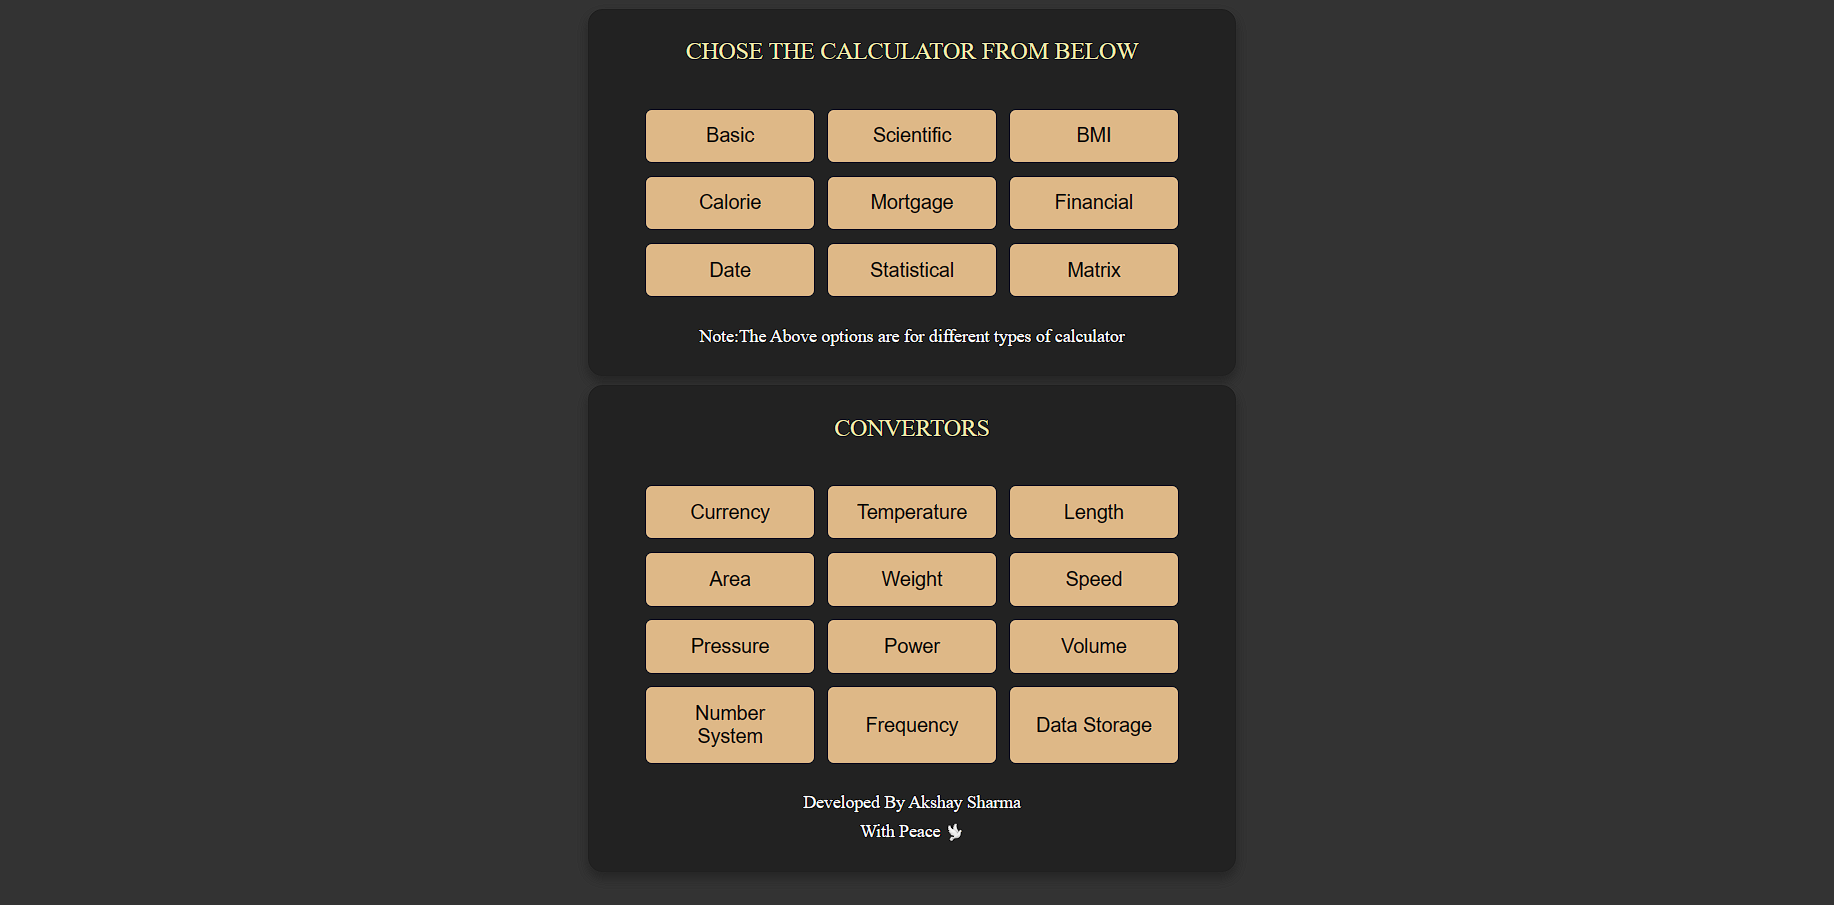 CHOSE THE CALCULATOR FROM BELOW
Basic
Scientific
BMI
Calorie
Mortgage
Financial
Date
Statistical
Matrix
Note:The Above options are for different types of calculator
CONVERTORS
Currency
Temperature
Length
Area
Weight
Speed
Pressure
Power
Volume
Number
System
Frequency
Data Storage
Developed By Akshay Sharma
With Peace 🕊️